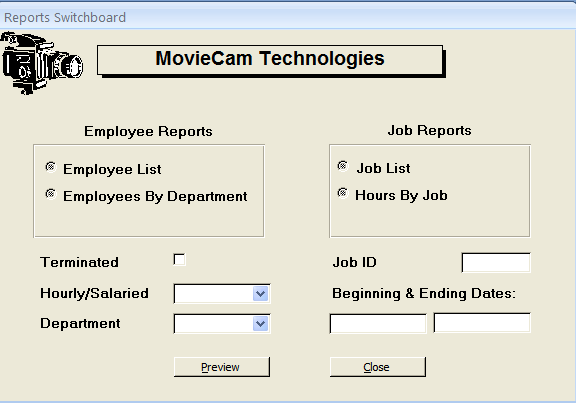 Reports Switchboard
MovieCam Technologies
Employee Reports
Employee List
Employees By Department
Job Reports
Job List
Hours By Job
Terminated
Hourly/Salaried
Department
Job ID
Beginning & Ending Dates:
Preview
Close